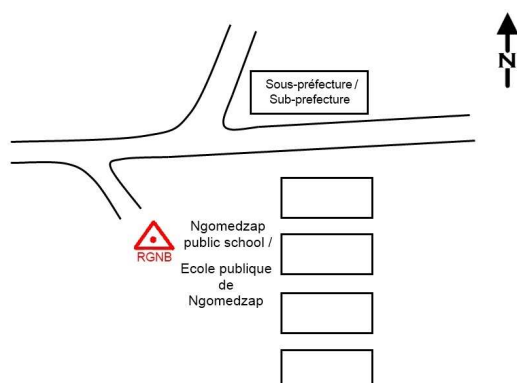 N
Sous-préfecture /
Sub-prefecture
Ngomedzap
public school /
Ecole publique
de
Ngomedzap
RGNB